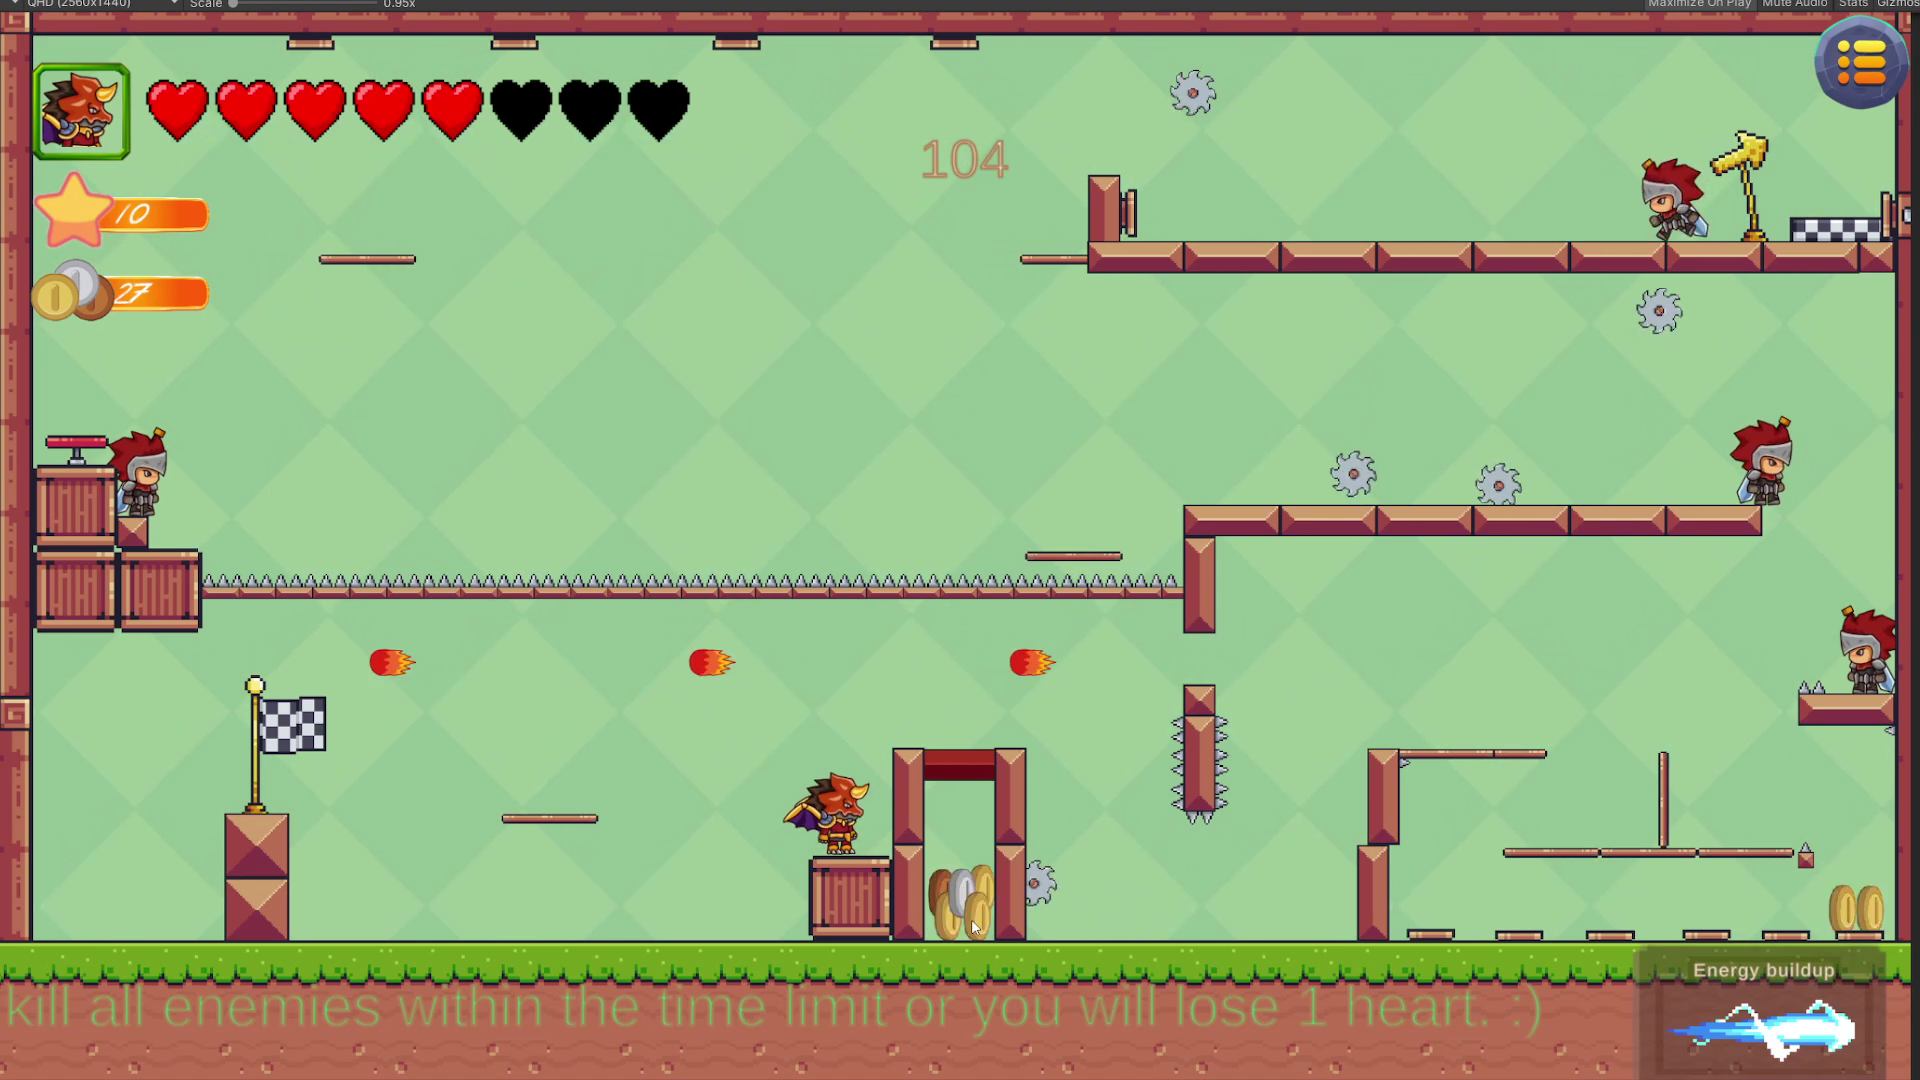 QHD (2560x1440) Scale 0.95x Maximize On Play Mute Audio Stats Gizmos
104
10
27
Energy buildup
kill all enemies within the time limit or you will lose 1 heart. :)